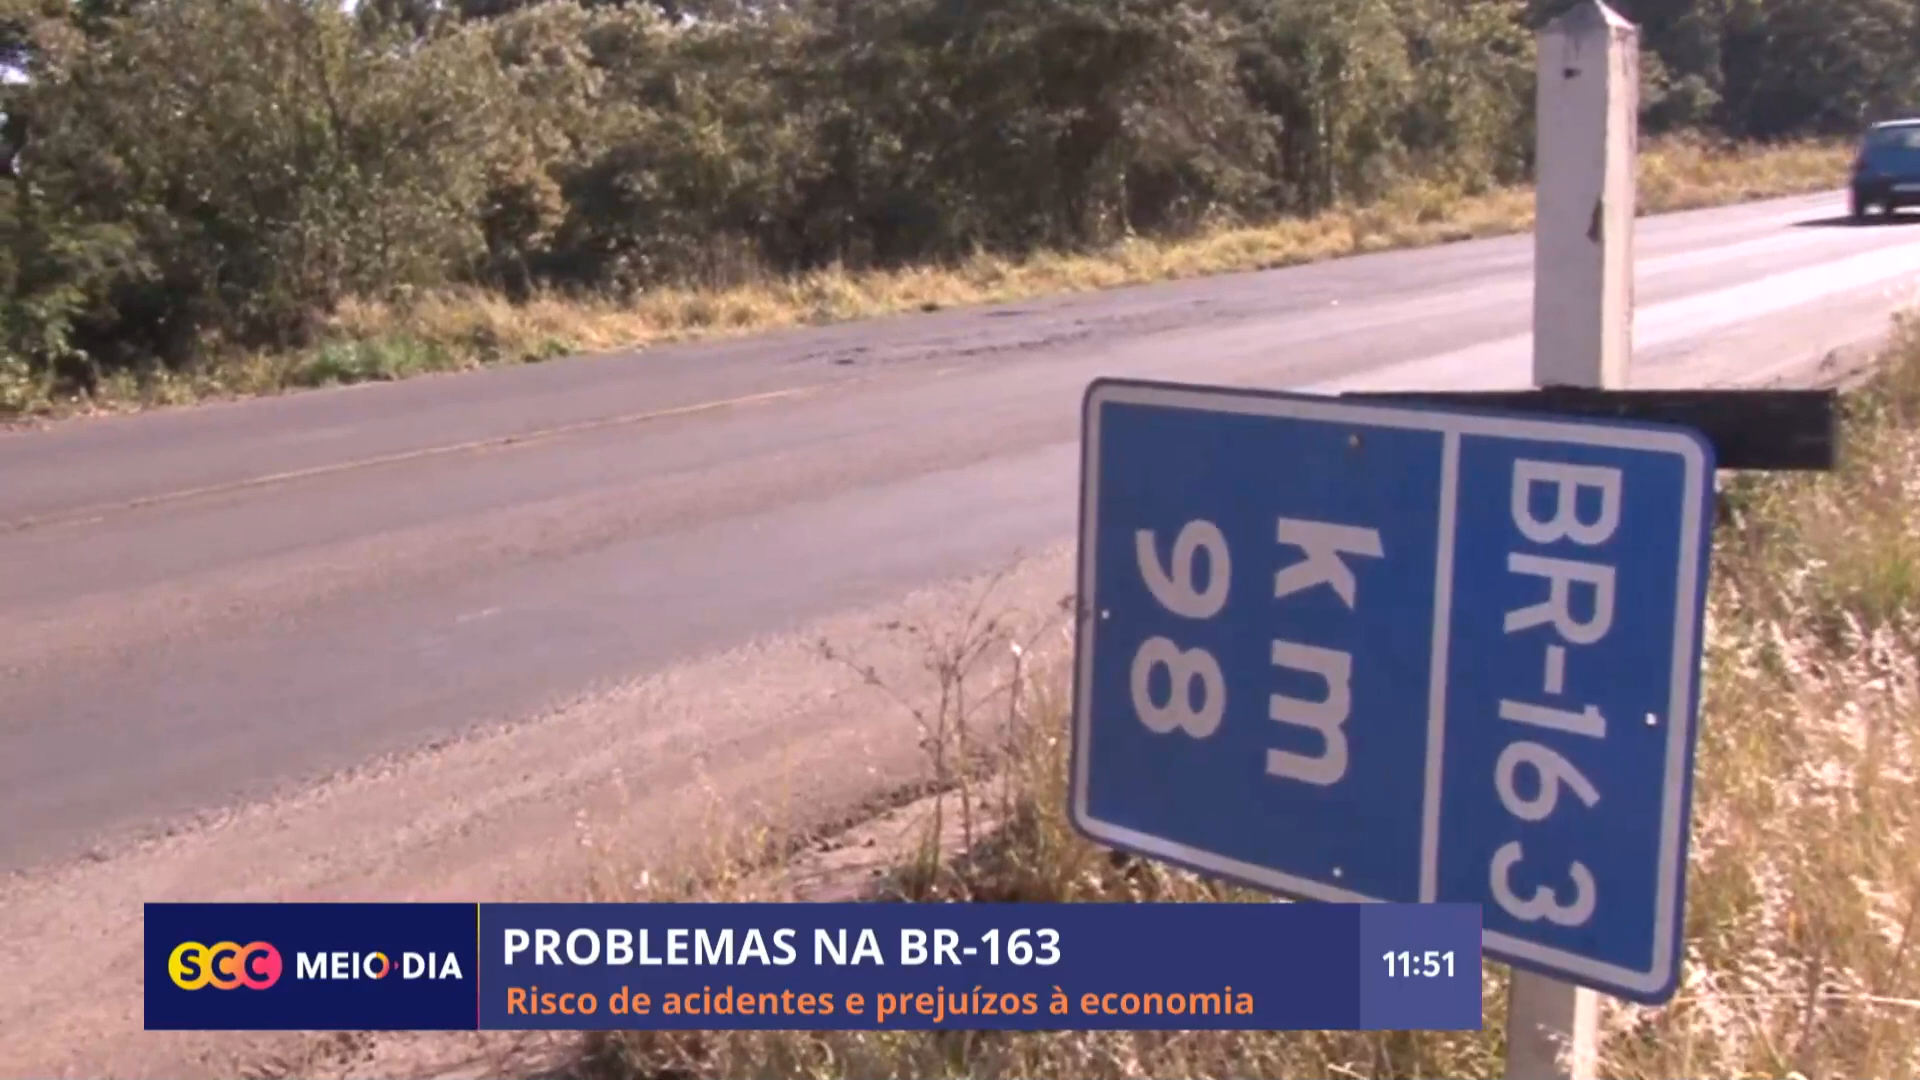 BR-163
km
98
SCC MEIO-DIA
PROBLEMAS NA BR-163
Risco de acidentes e prejuízos à economia
11:51